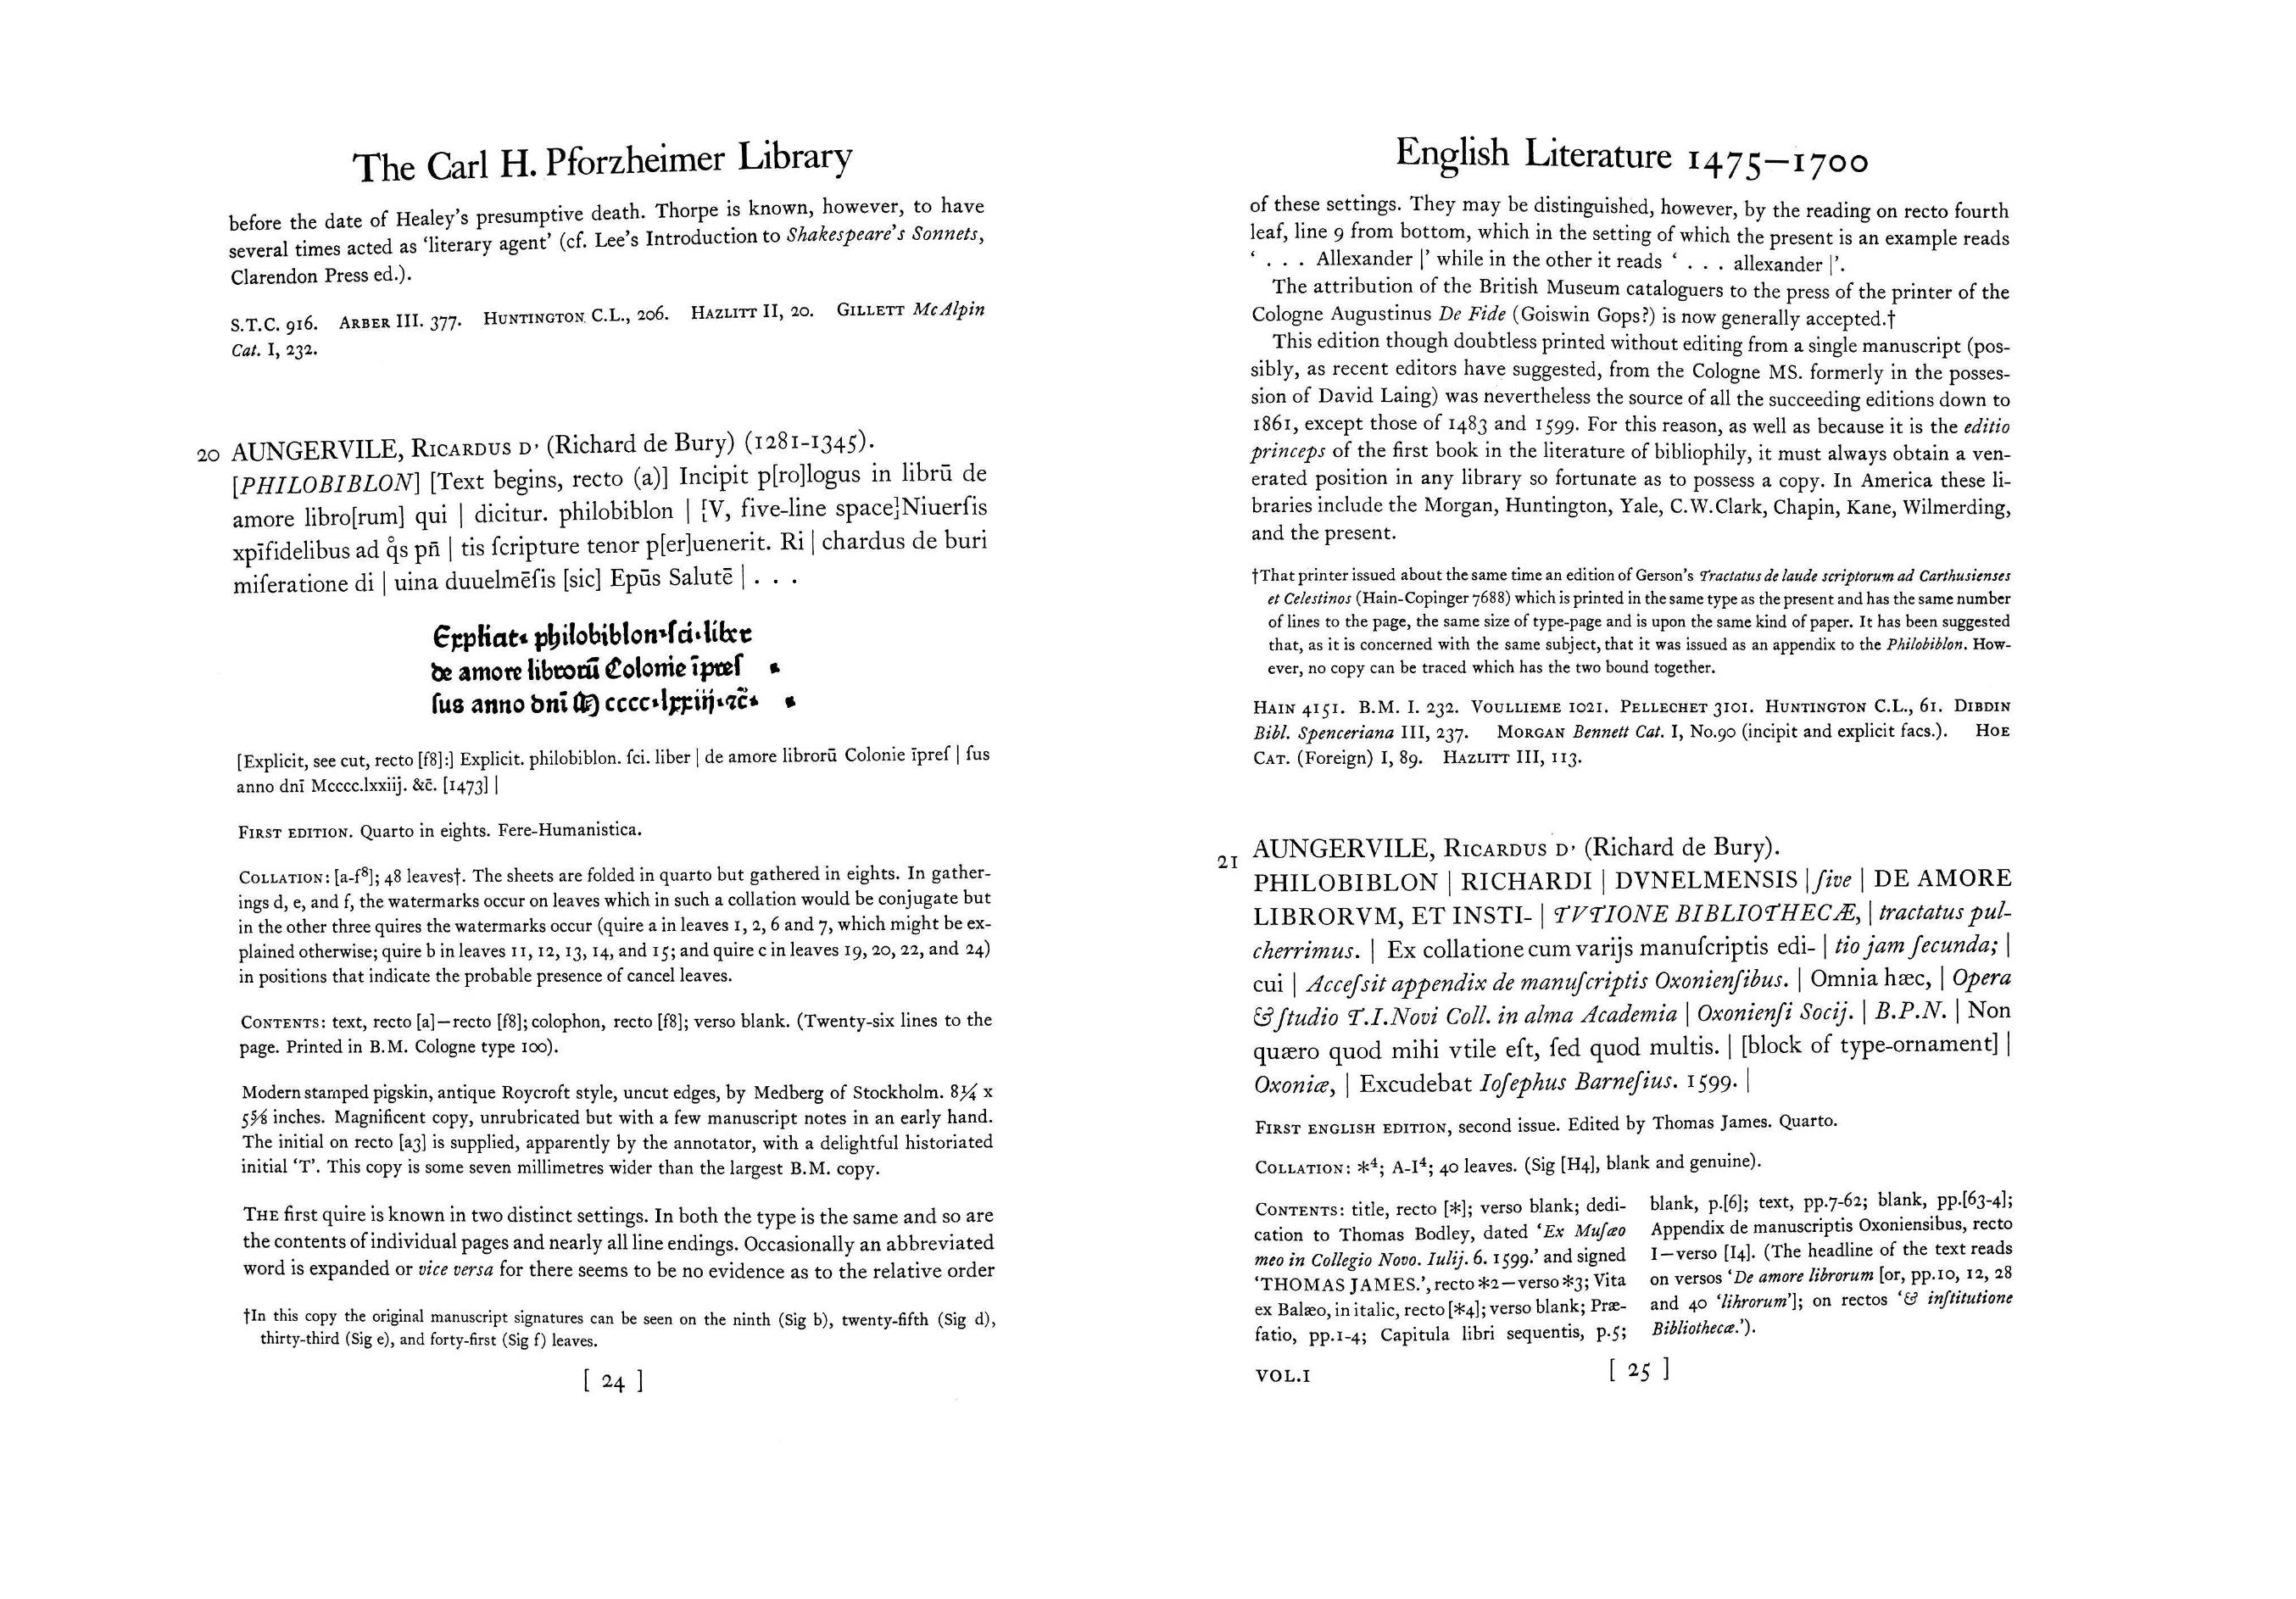 The Carl H. Pforzheimer Library
before the date of Healey's presumptive death. Thorpe is known, however, to have
several times acted as 'literary agent' (cf. Lee's Introduction to Shakespeare's Sonnets,
Clarendon Press ed.).
S.T.C. 916. ARBER III. 377. HUNTINGTON C.L., 206. HAZLITT II, 20. GILLETT McAlpin
Cat. I, 232.
20 AUNGERVILE, RICARDUS D' (Richard de Bury) (1281-1345).
[PHILOBIBLON] [Text begins, recto (a)] Incipit p[ro]logus in librū de
amore libro[rum] qui | dicitur. philobiblon | [V, five-line space]Niuerſis
xpīfidelibus ad q̊s pn̄ | tis ſcripture tenor p[er]uenerit. Ri | chardus de buri
miſeratione di | uina duuelmēſis [sic] Epūs Salutē | . . .
Explicit. philobiblon. ſci. liber
de amore librorū Colonie īpreſ
ſus anno dnī M cccc.lxxiij. ⁊c̄.
[Explicit, see cut, recto [f8]:] Explicit. philobiblon. ſci. liber | de amore librorū Colonie īpreſ | ſus
anno dnī Mcccc.lxxiij. &c̄. [1473] |
FIRST EDITION. Quarto in eights. Fere-Humanistica.
COLLATION: [a-f⁸]; 48 leaves†. The sheets are folded in quarto but gathered in eights. In gather-
ings d, e, and f, the watermarks occur on leaves which in such a collation would be conjugate but
in the other three quires the watermarks occur (quire a in leaves 1, 2, 6 and 7, which might be ex-
plained otherwise; quire b in leaves 11, 12, 13, 14, and 15; and quire c in leaves 19, 20, 22, and 24)
in positions that indicate the probable presence of cancel leaves.
CONTENTS: text, recto [a]—recto [f8]; colophon, recto [f8]; verso blank. (Twenty-six lines to the
page. Printed in B.M. Cologne type 100).
Modern stamped pigskin, antique Roycroft style, uncut edges, by Medberg of Stockholm. 8¼ x
5⅝ inches. Magnificent copy, unrubricated but with a few manuscript notes in an early hand.
The initial on recto [a3] is supplied, apparently by the annotator, with a delightful historiated
initial 'T'. This copy is some seven millimetres wider than the largest B.M. copy.
THE first quire is known in two distinct settings. In both the type is the same and so are
the contents of individual pages and nearly all line endings. Occasionally an abbreviated
word is expanded or vice versa for there seems to be no evidence as to the relative order
†In this copy the original manuscript signatures can be seen on the ninth (Sig b), twenty-fifth (Sig d),
thirty-third (Sig e), and forty-first (Sig f) leaves.
[ 24 ]
English Literature 1475—1700
of these settings. They may be distinguished, however, by the reading on recto fourth
leaf, line 9 from bottom, which in the setting of which the present is an example reads
' . . . Allexander |' while in the other it reads ' . . . allexander |'.
The attribution of the British Museum cataloguers to the press of the printer of the
Cologne Augustinus De Fide (Goiswin Gops?) is now generally accepted.†
This edition though doubtless printed without editing from a single manuscript (pos-
sibly, as recent editors have suggested, from the Cologne MS. formerly in the posses-
sion of David Laing) was nevertheless the source of all the succeeding editions down to
1861, except those of 1483 and 1599. For this reason, as well as because it is the editio
princeps of the first book in the literature of bibliophily, it must always obtain a ven-
erated position in any library so fortunate as to possess a copy. In America these li-
braries include the Morgan, Huntington, Yale, C.W.Clark, Chapin, Kane, Wilmerding,
and the present.
†That printer issued about the same time an edition of Gerson's Tractatus de laude scriptorum ad Carthusienses
et Celestinos (Hain-Copinger 7688) which is printed in the same type as the present and has the same number
of lines to the page, the same size of type-page and is upon the same kind of paper. It has been suggested
that, as it is concerned with the same subject, that it was issued as an appendix to the Philobiblon. How-
ever, no copy can be traced which has the two bound together.
HAIN 4151. B.M. I. 232. VOULLIEME 1021. PELLECHET 3101. HUNTINGTON C.L., 61. DIBDIN
Bibl. Spenceriana III, 237. MORGAN Bennett Cat. I, No.90 (incipit and explicit facs.). HOE
CAT. (Foreign) I, 89. HAZLITT III, 113.
21 AUNGERVILE, RICARDUS D' (Richard de Bury).
PHILOBIBLON | RICHARDI | DVNELMENSIS | ſive | DE AMORE
LIBRORVM, ET INSTI- | TVTIONE BIBLIOTHECÆ, | tractatus pul-
cherrimus. | Ex collatione cum varijs manuſcriptis edi- | tio jam ſecunda; |
cui | Acceſsit appendix de manuſcriptis Oxonienſibus. | Omnia hæc, | Opera
& ſtudio T.I.Novi Coll. in alma Academia | Oxonienſi Socij. | B.P.N. | Non
quæro quod mihi vtile eſt, ſed quod multis. | [block of type-ornament] |
Oxoniæ, | Excudebat Ioſephus Barneſius. 1599. |
FIRST ENGLISH EDITION, second issue. Edited by Thomas James. Quarto.
COLLATION: *⁴; A-I⁴; 40 leaves. (Sig [H4], blank and genuine).
CONTENTS: title, recto [*]; verso blank; dedi-
cation to Thomas Bodley, dated 'Ex Muſæo
meo in Collegio Novo. Iulij. 6. 1599.' and signed
'THOMAS JAMES.', recto *2—verso *3; Vita
ex Balæo, in italic, recto [*4]; verso blank; Præ-
fatio, pp.1-4; Capitula libri sequentis, p.5;
blank, p.[6]; text, pp.7-62; blank, pp.[63-4];
Appendix de manuscriptis Oxoniensibus, recto
I—verso [I4]. (The headline of the text reads
on versos 'De amore librorum [or, pp.10, 12, 28
and 40 'lihrorum']; on rectos '& inſtitutione
Bibliothecæ.').
VOL.I
[ 25 ]